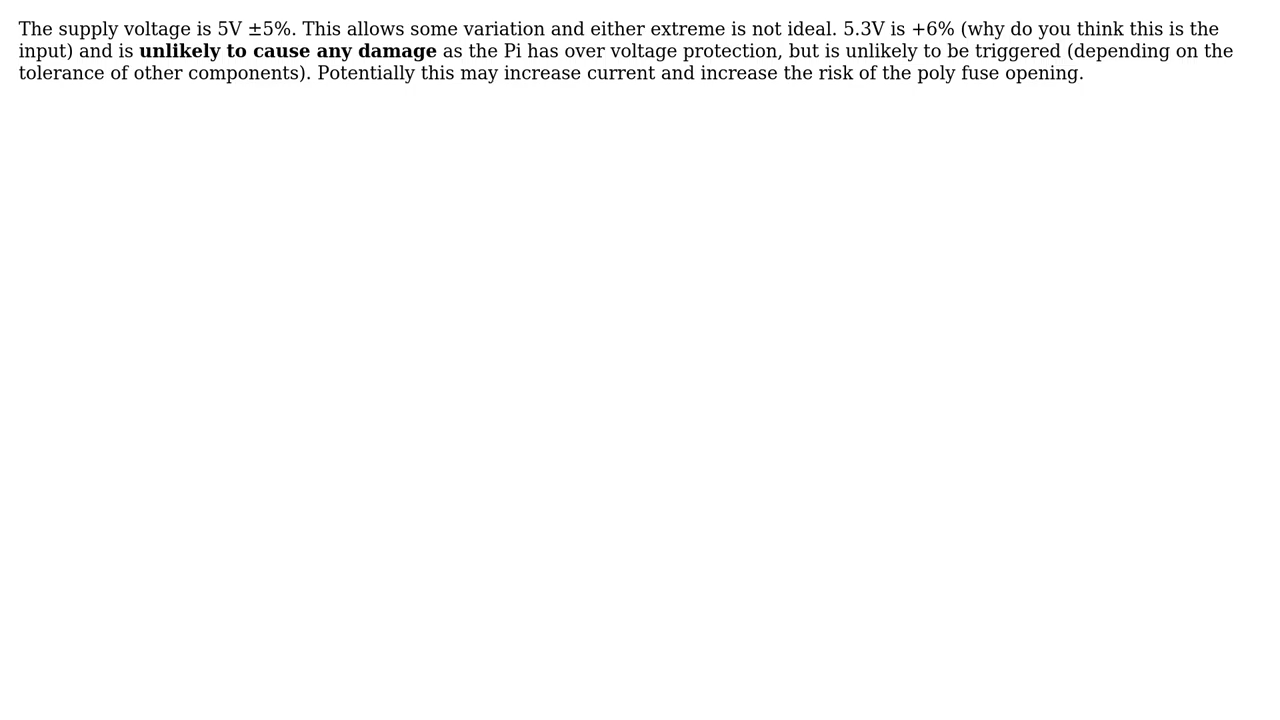 The supply voltage is 5V ±5%. This allows some variation and either extreme is not ideal. 5.3V is +6% (why do you think this is the
input) and is unlikely to cause any damage as the Pi has over voltage protection, but is unlikely to be triggered (depending on the
tolerance of other components). Potentially this may increase current and increase the risk of the poly fuse opening.